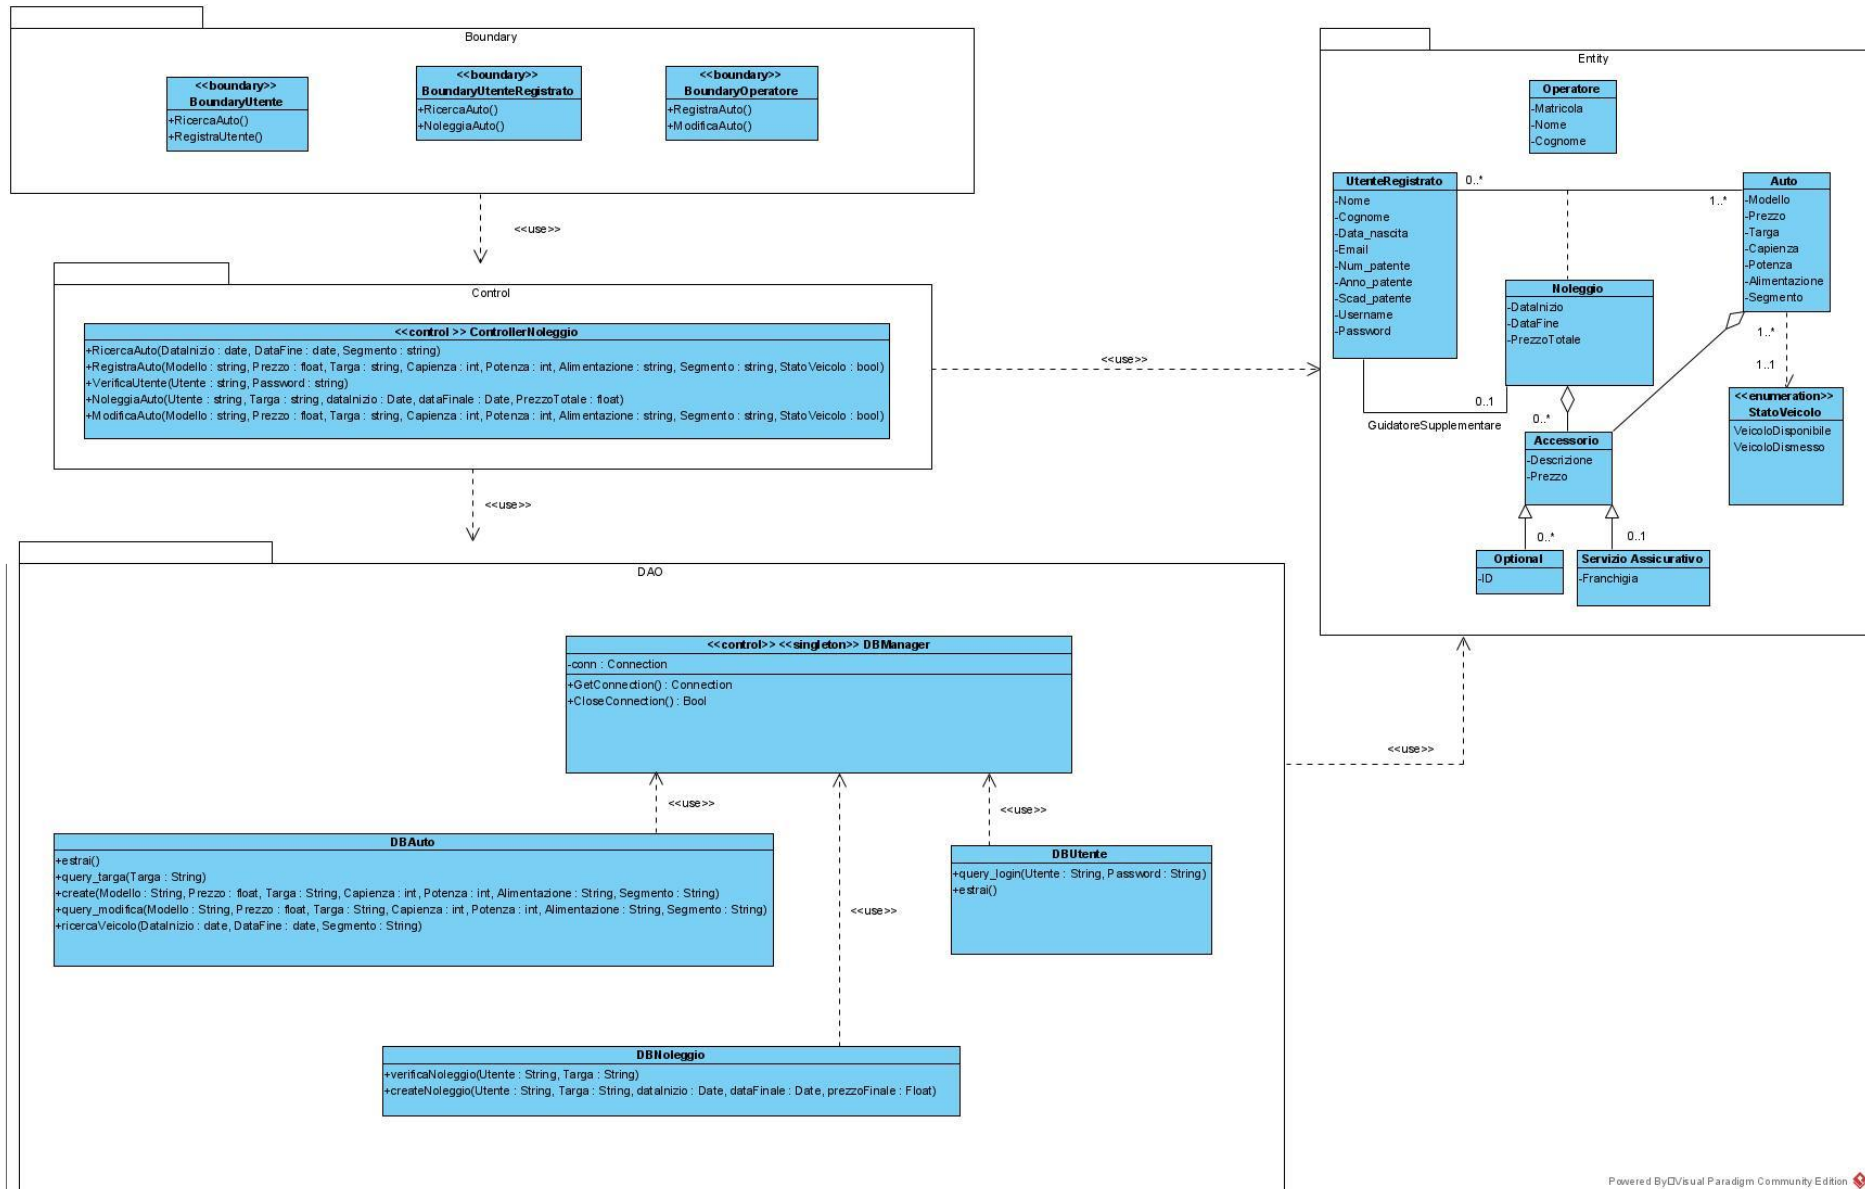 Boundary
<<boundary>>
BoundaryUtente
+RicercaAuto()
+RegistraUtente()
<<boundary>>
BoundaryUtenteRegistrato
+RicercaAuto()
+NoleggiaAuto()
<<boundary>>
BoundaryOperatore
+RegistraAuto()
+ModificaAuto()
<<use>>
Control
<<control >> ControllerNoleggio
+RicercaAuto(DataInizio : date, DataFine : date, Segmento : string)
+RegistraAuto(Modello : string, Prezzo : float, Targa : string, Capienza : int, Potenza : int, Alimentazione : string, Segmento : string, StatoVeicolo : bool)
+VerificaUtente(Utente : string, Password : string)
+NoleggiaAuto(Utente : string, Targa : string, dataInizio : Date, dataFinale : Date, PrezzoTotale : float)
+ModificaAuto(Modello : string, Prezzo : float, Targa : string, Capienza : int, Potenza : int, Alimentazione : string, Segmento : string, StatoVeicolo : bool)
<<use>>
<<use>>
Entity
Operatore
-Matricola
-Nome
-Cognome
UtenteRegistrato
-Nome
-Cognome
-Data_nascita
-Email
-Num_patente
-Anno_patente
-Scad_patente
-Username
-Password
0..*
1..*
Auto
-Modello
-Prezzo
-Targa
-Capienza
-Potenza
-Alimentazione
-Segmento
Noleggio
-DataInizio
-DataFine
-PrezzoTotale
1..*
1..1
0..1
GuidatoreSupplementare
0..*
<<enumeration>>
StatoVeicolo
VeicoloDisponibile
VeicoloDismesso
Accessorio
-Descrizione
-Prezzo
0..*
0..1
Optional
-ID
Servizio Assicurativo
-Franchigia
DAO
<<control>> <<singleton>> DBManager
-conn : Connection
+GetConnection() : Connection
+CloseConnection() : Bool
<<use>>
<<use>>
<<use>>
<<use>>
DBAuto
+estrai()
+query_targa(Targa : String)
+create(Modello : String, Prezzo : float, Targa : String, Capienza : int, Potenza : int, Alimentazione : String, Segmento : String)
+query_modifica(Modello : String, Prezzo : float, Targa : String, Capienza : int, Potenza : int, Alimentazione : String, Segmento : String)
+ricercaVeicolo(DataInizio : date, DataFine : date, Segmento : String)
DBUtente
+query_login(Utente : String, Password : String)
+estrai()
DBNoleggio
+verificaNoleggio(Utente : String, Targa : String)
+createNoleggio(Utente : String, Targa : String, dataInizio : Date, dataFinale : Date, prezzoFinale : Float)
Powered By Visual Paradigm Community Edition